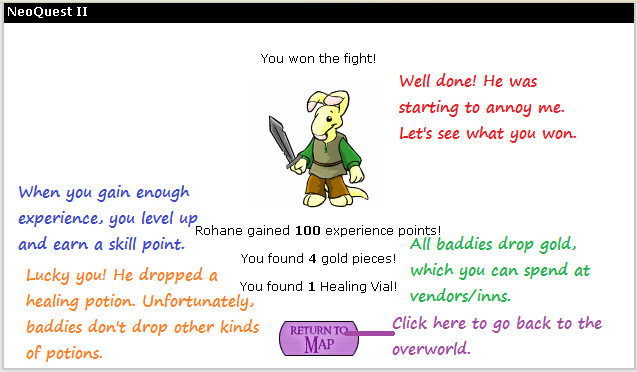 NeoQuest II
You won the fight!
Well done! He was
starting to annoy me.
Let's see what you won.
When you gain enough
experience, you level up
and earn a skill point.
Rohane gained 100 experience points!
You found 4 gold pieces!
You found 1 Healing Vial!
All baddies drop gold,
which you can spend at
vendors/inns.
Lucky you! He dropped a
healing potion. Unfortunately,
baddies don't drop other kinds
of potions.
RETURN TO
MAP
Click here to go back to the
overworld.